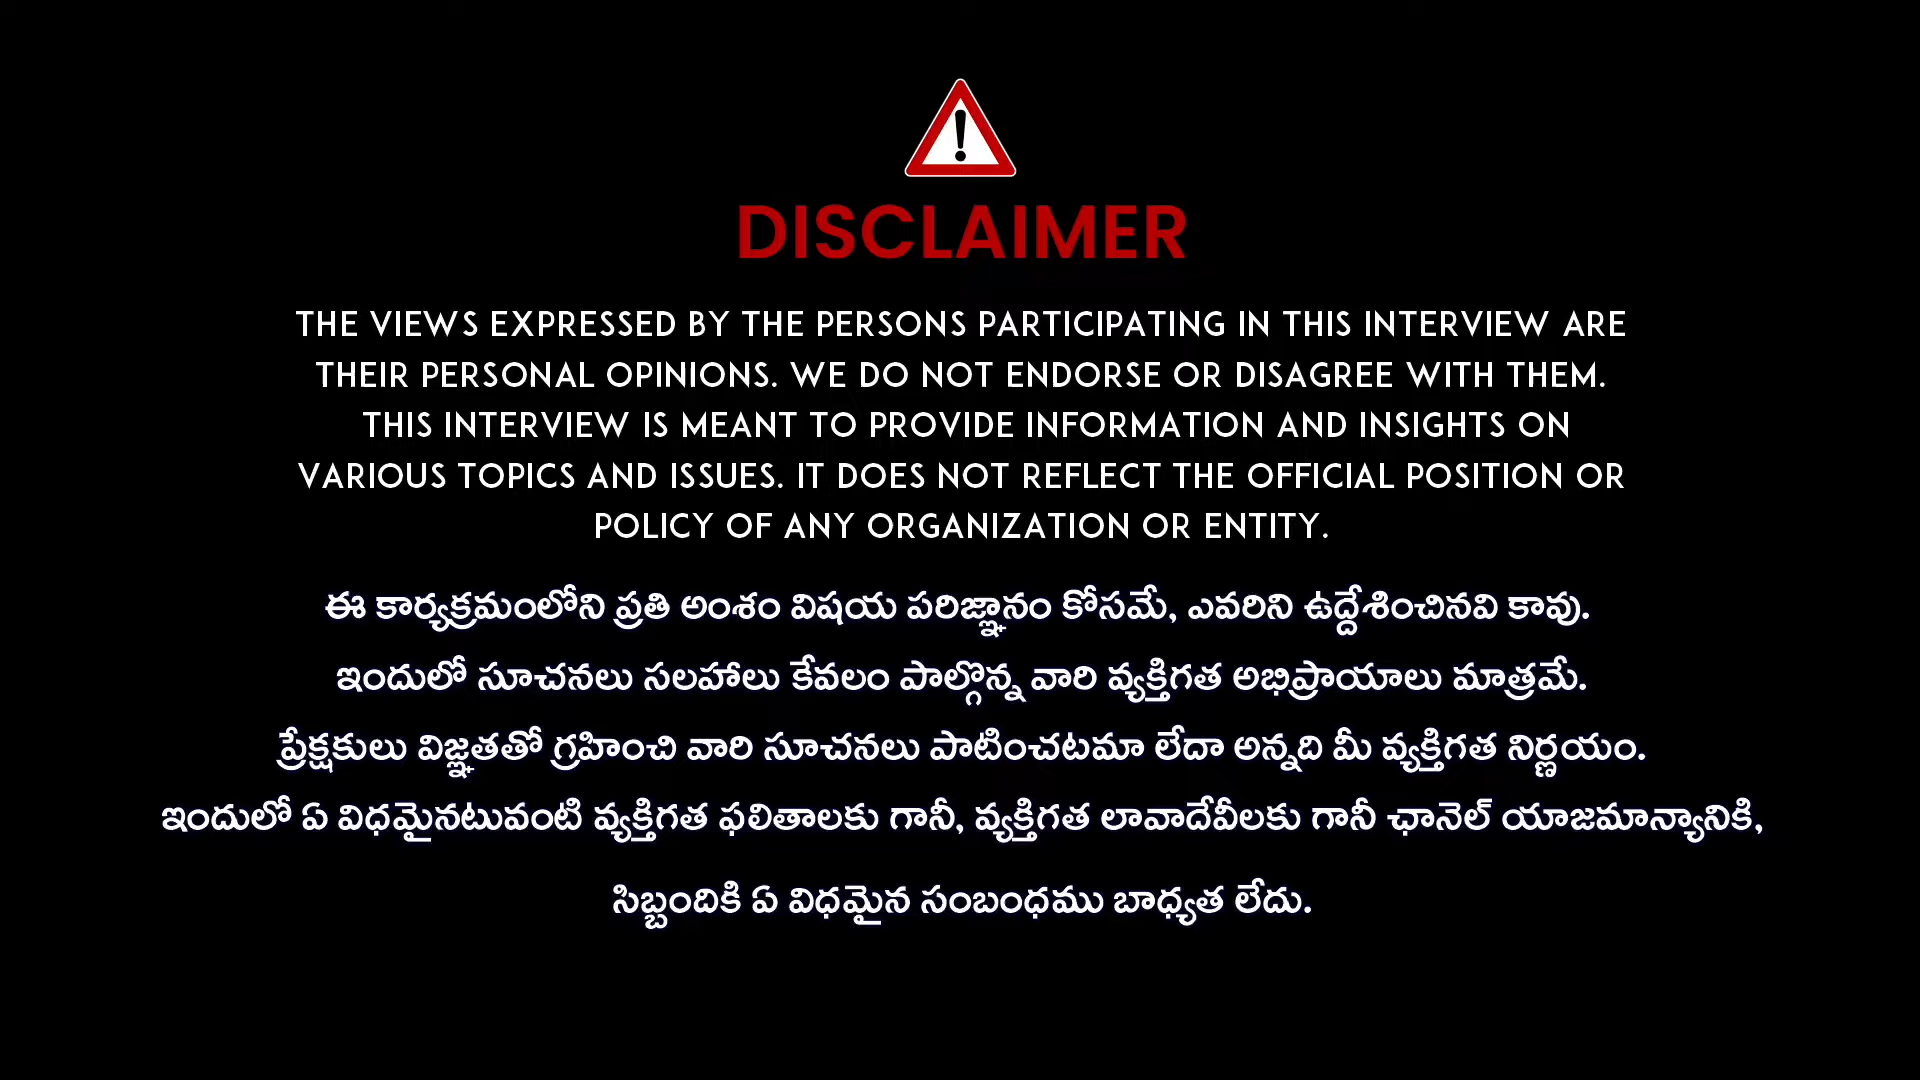 DISCLAIMER
THE VIEWS EXPRESSED BY THE PERSONS PARTICIPATING IN THIS INTERVIEW ARE
THEIR PERSONAL OPINIONS. WE DO NOT ENDORSE OR DISAGREE WITH THEM.
THIS INTERVIEW IS MEANT TO PROVIDE INFORMATION AND INSIGHTS ON
VARIOUS TOPICS AND ISSUES. IT DOES NOT REFLECT THE OFFICIAL POSITION OR
POLICY OF ANY ORGANIZATION OR ENTITY.
ఈ కార్యక్రమంలోని ప్రతి అంశం విషయ పరిజ్ఞానం కోసమే, ఎవరిని ఉద్దేశించినవి కావు.
ఇందులో సూచనలు సలహాలు కేవలం పాల్గొన్న వారి వ్యక్తిగత అభిప్రాయాలు మాత్రమే.
ప్రేక్షకులు విజ్ఞతతో గ్రహించి వారి సూచనలు పాటించటమా లేదా అన్నది మీ వ్యక్తిగత నిర్ణయం.
ఇందులో ఏ విధమైనటువంటి వ్యక్తిగత ఫలితాలకు గానీ, వ్యక్తిగత లావాదేవీలకు గానీ ఛానెల్ యాజమాన్యానికి,
సిబ్బందికి ఏ విధమైన సంబంధము బాధ్యత లేదు.